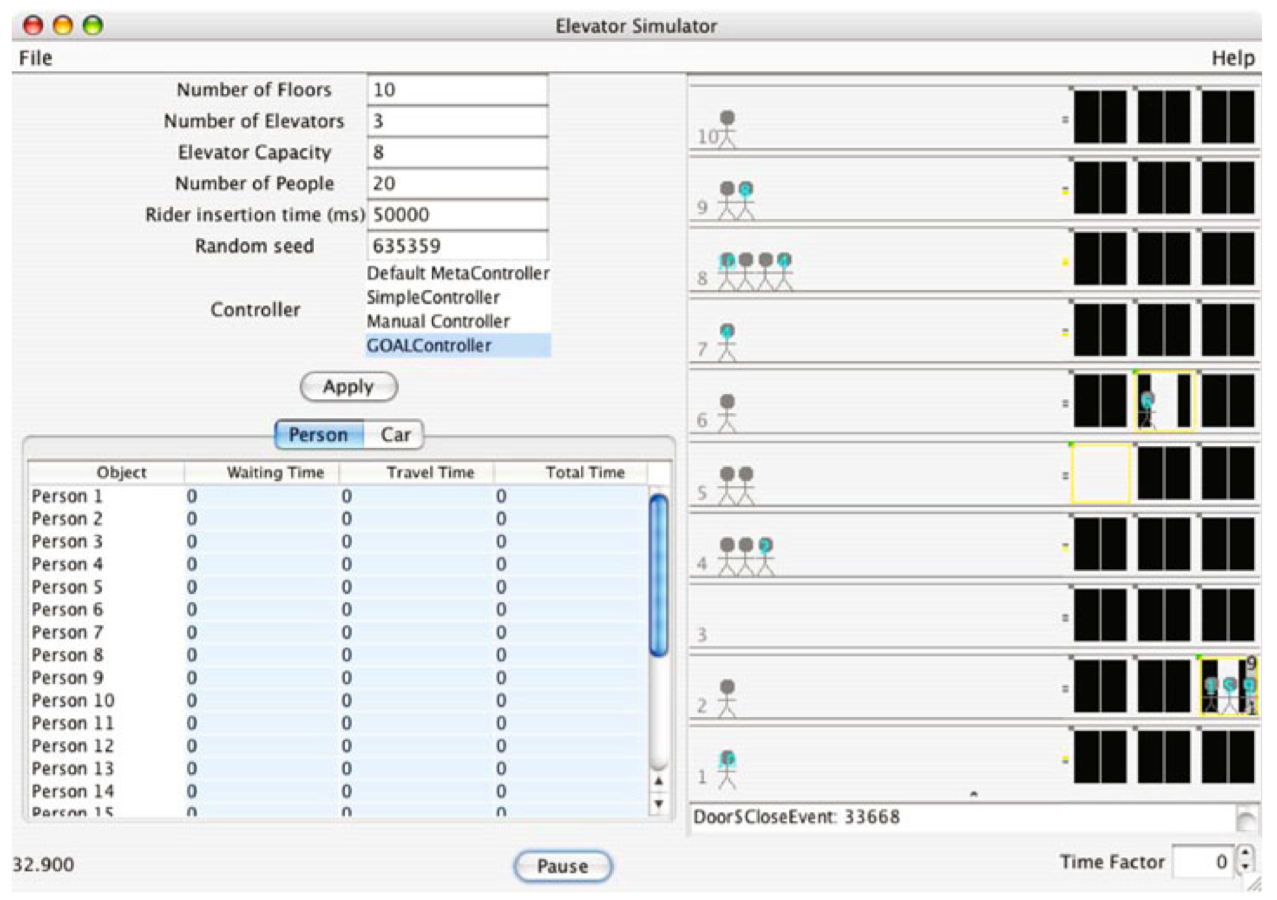 Elevator Simulator
File Help
Number of Floors 10
Number of Elevators 3
Elevator Capacity 8
Number of People 20
Rider insertion time (ms) 50000
Random seed 635359
Controller
Default MetaController
SimpleController
Manual Controller
GOALController
Apply
Person Car
Object Waiting Time Travel Time Total Time
Person 1 0 0 0
Person 2 0 0 0
Person 3 0 0 0
Person 4 0 0 0
Person 5 0 0 0
Person 6 0 0 0
Person 7 0 0 0
Person 8 0 0 0
Person 9 0 0 0
Person 10 0 0 0
Person 11 0 0 0
Person 12 0 0 0
Person 13 0 0 0
Person 14 0 0 0
Person 15 0 0 0
10
9
8
7
6
5
4
3
2
1
Door$CloseEvent: 33668
32.900
Pause
Time Factor 0